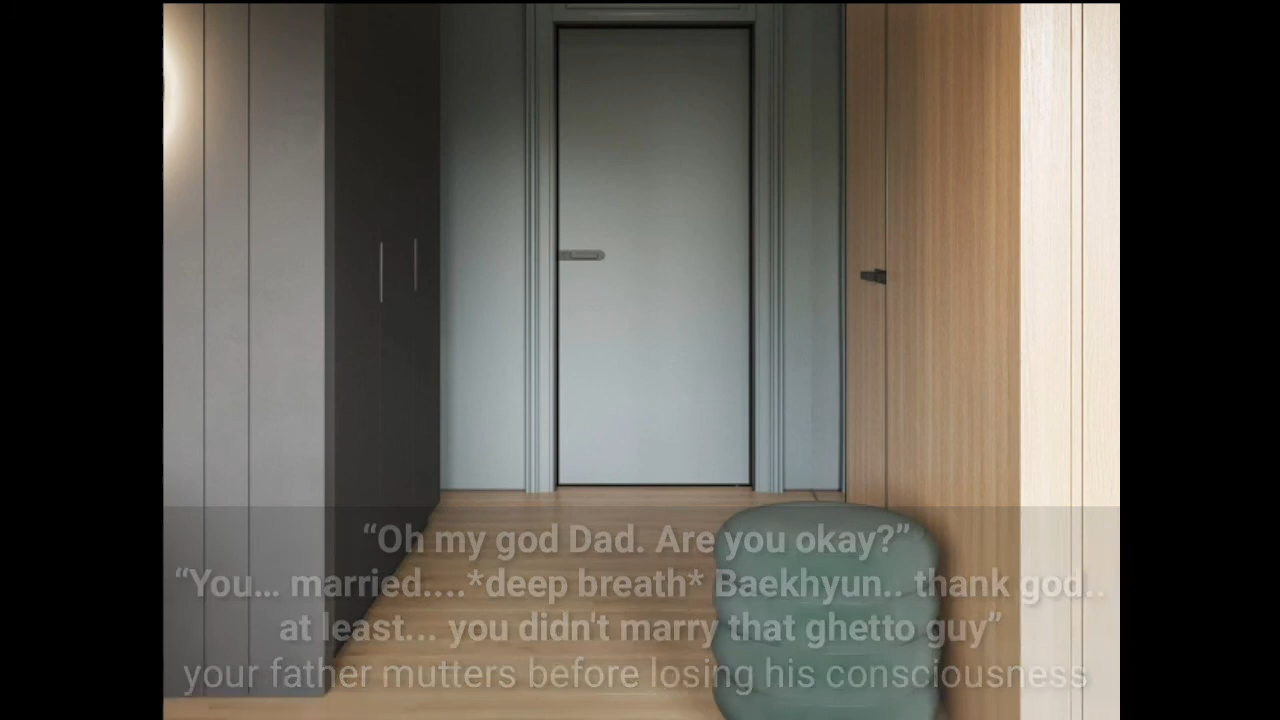 “Oh my god Dad. Are you okay?”
“You... married....*deep breath* Baekhyun.. thank god..
at least... you didn't marry that ghetto guy”
your father mutters before losing his consciousness